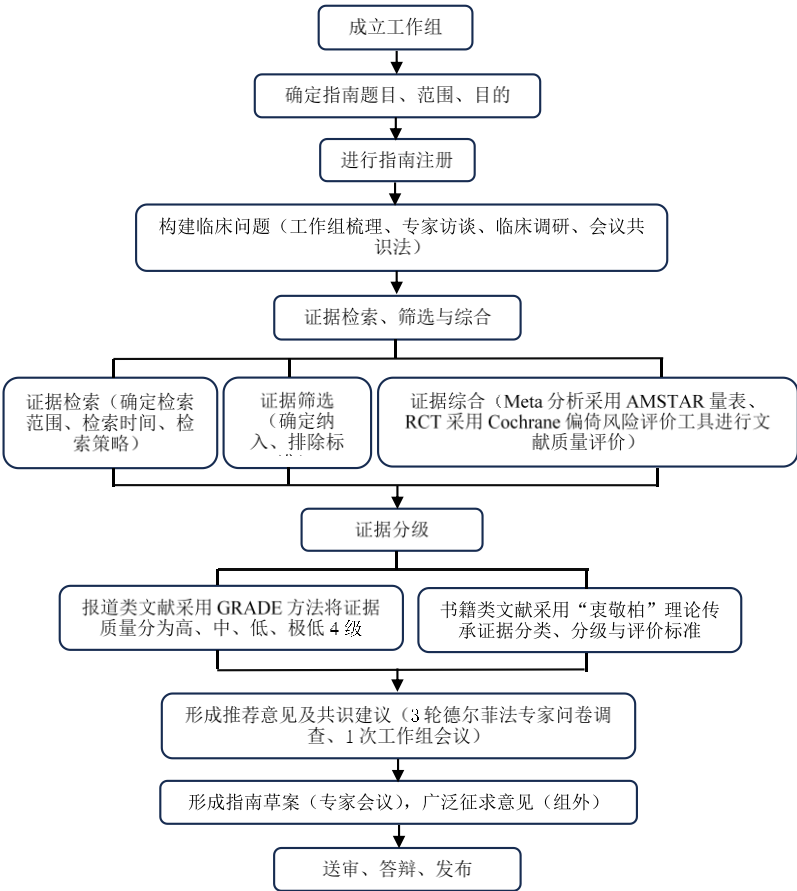 成立工作组
确定指南题目、范围、目的
进行指南注册
构建临床问题（工作组梳理、专家访谈、临床调研、会议共
识法）
证据检索、筛选与综合
证据检索（确定检索
范围、检索时间、检
索策略）
证据筛选
（确定纳
入、排除标
证据综合（Meta 分析采用 AMSTAR 量表、
RCT 采用 Cochrane 偏倚风险评价工具进行文
献质量评价）
证据分级
报道类文献采用 GRADE 方法将证据
质量分为高、中、低、极低 4 级
书籍类文献采用“衷敬柏”理论传
承证据分类、分级与评价标准
形成推荐意见及共识建议（3 轮德尔菲法专家问卷调
查、1 次工作组会议）
形成指南草案（专家会议），广泛征求意见（组外）
送审、答辩、发布